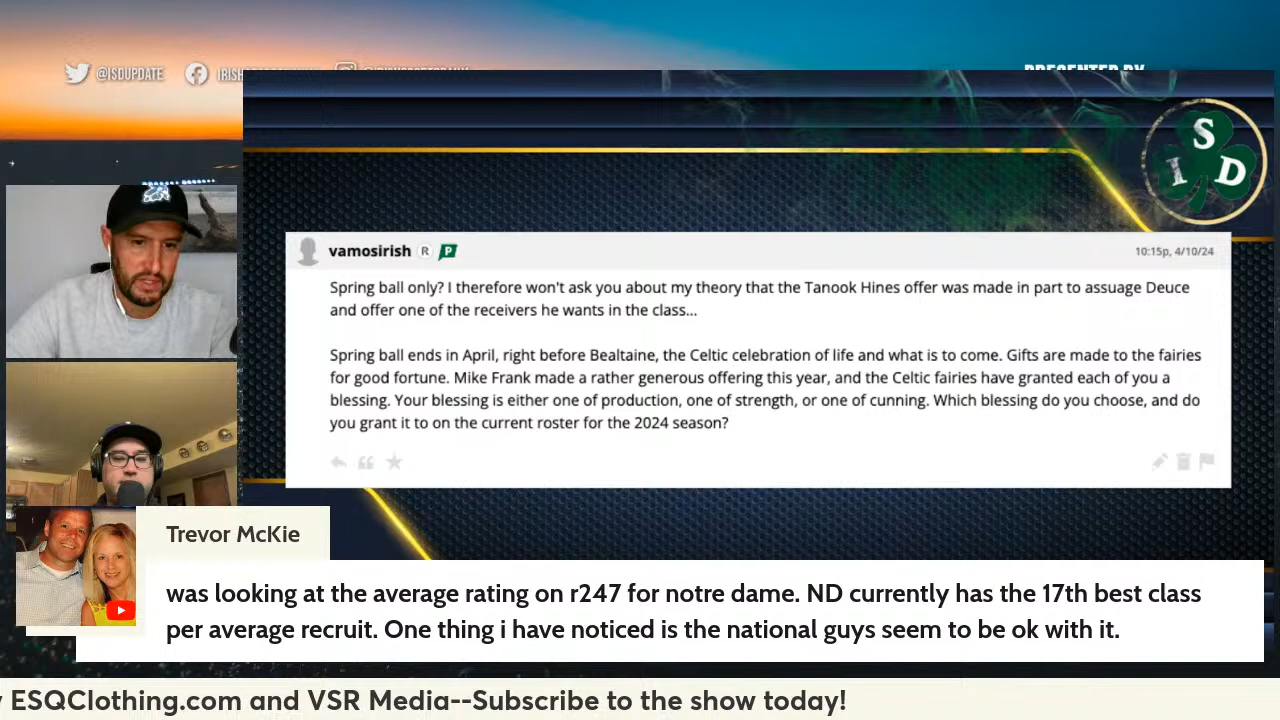 @ISDUPDATE
PRESENTED BY
I S D
vamosirish R P
10:15p, 4/10/24
Spring ball only? I therefore won't ask you about my theory that the Tanook Hines offer was made in part to assuage Deuce
and offer one of the receivers he wants in the class...
Spring ball ends in April, right before Bealtaine, the Celtic celebration of life and what is to come. Gifts are made to the fairies
for good fortune. Mike Frank made a rather generous offering this year, and the Celtic fairies have granted each of you a
blessing. Your blessing is either one of production, one of strength, or one of cunning. Which blessing do you choose, and do
you grant it to on the current roster for the 2024 season?
Trevor McKie
was looking at the average rating on r247 for notre dame. ND currently has the 17th best class
per average recruit. One thing i have noticed is the national guys seem to be ok with it.
ESQClothing.com and VSR Media--Subscribe to the show today!